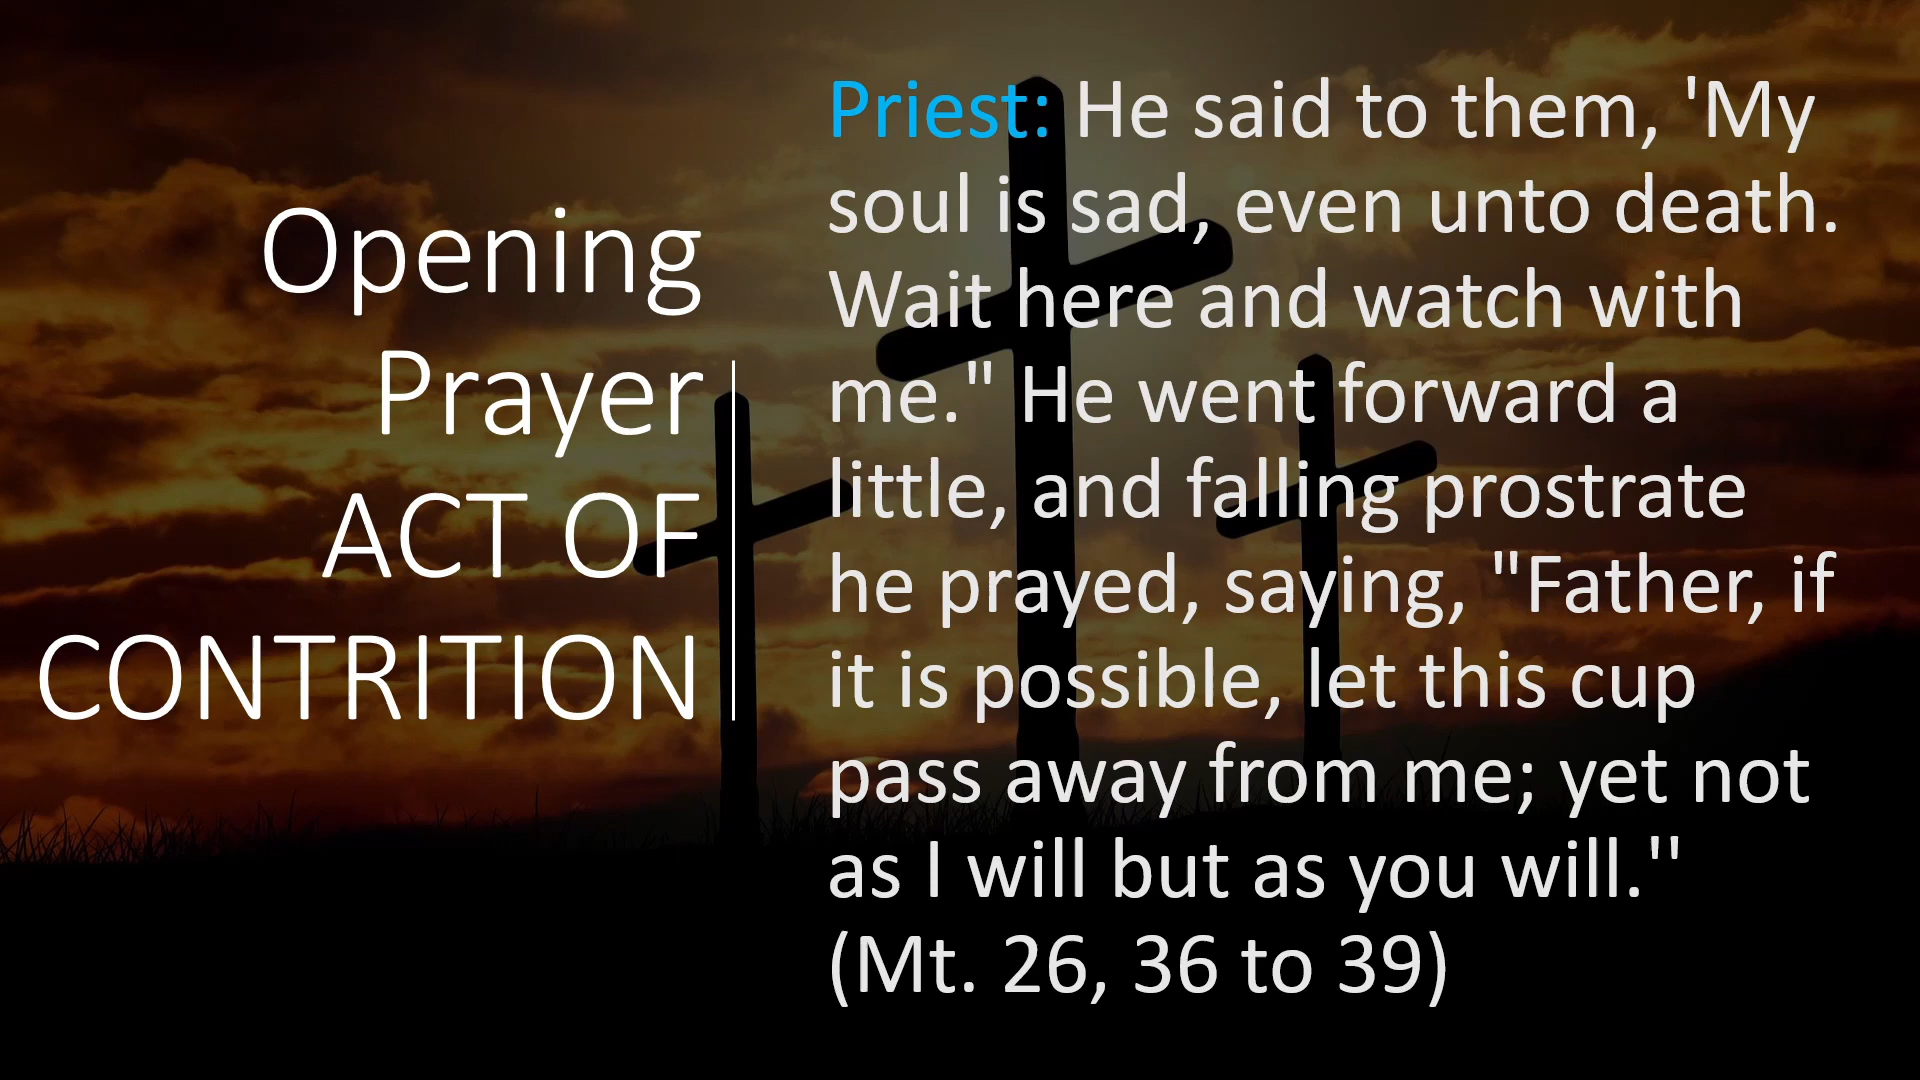 Opening
Prayer
ACT OF
CONTRITION
Priest: He said to them, 'My
soul is sad, even unto death.
Wait here and watch with
me." He went forward a
little, and falling prostrate
he prayed, saying, "Father, if
it is possible, let this cup
pass away from me; yet not
as I will but as you will.''
(Mt. 26, 36 to 39)